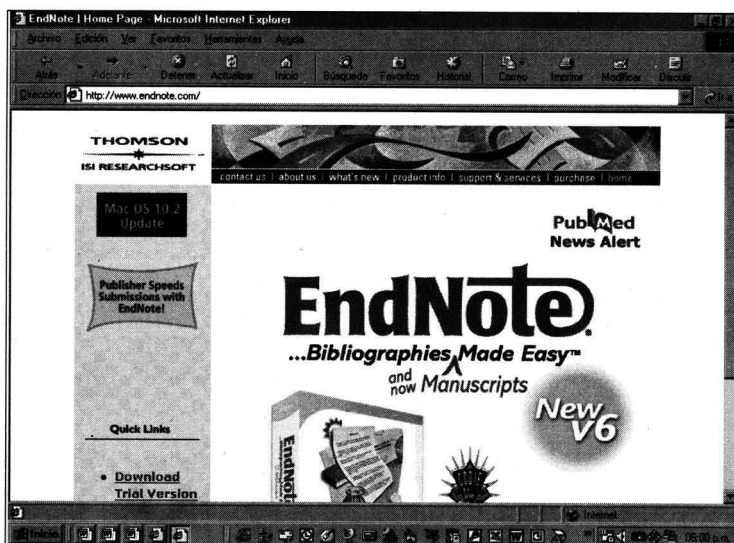 EndNote | Home Page - Microsoft Internet Explorer
Archivo Edición Ver Favoritos Herramientas Ayuda
Atrás Adelante Detener Actualizar Inicio Búsqueda Favoritos Historial Correo Imprimir Modificar Discutir
Dirección http://www.endnote.com/ Ir a
THOMSON
ISI RESEARCHSOFT
contact us | about us | what's new | product info | support & services | purchase | home
Mac OS 10.2
Update
PubMed
News Alert
Publisher Speeds
Submissions with
EndNote!
EndNote®
...Bibliographies Made Easy™
and now Manuscripts
New v6
EndNote
Quick Links
• Download
Trial Version
Internet
Inicio 05:00 p.m.